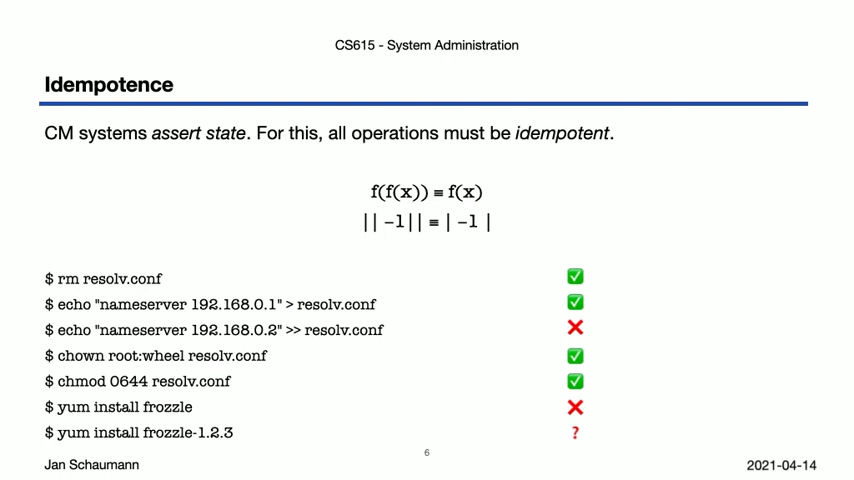 CS615 - System Administration
Idempotence
CM systems assert state. For this, all operations must be idempotent.
f(f(x)) ≡ f(x)
|| −1|| ≡ | −1 |
$ rm resolv.conf ✅
$ echo "nameserver 192.168.0.1" > resolv.conf ✅
$ echo "nameserver 192.168.0.2" >> resolv.conf ❌
$ chown root:wheel resolv.conf ✅
$ chmod 0644 resolv.conf ✅
$ yum install frozzle ❌
$ yum install frozzle-1.2.3 ?
Jan Schaumann
6
2021-04-14